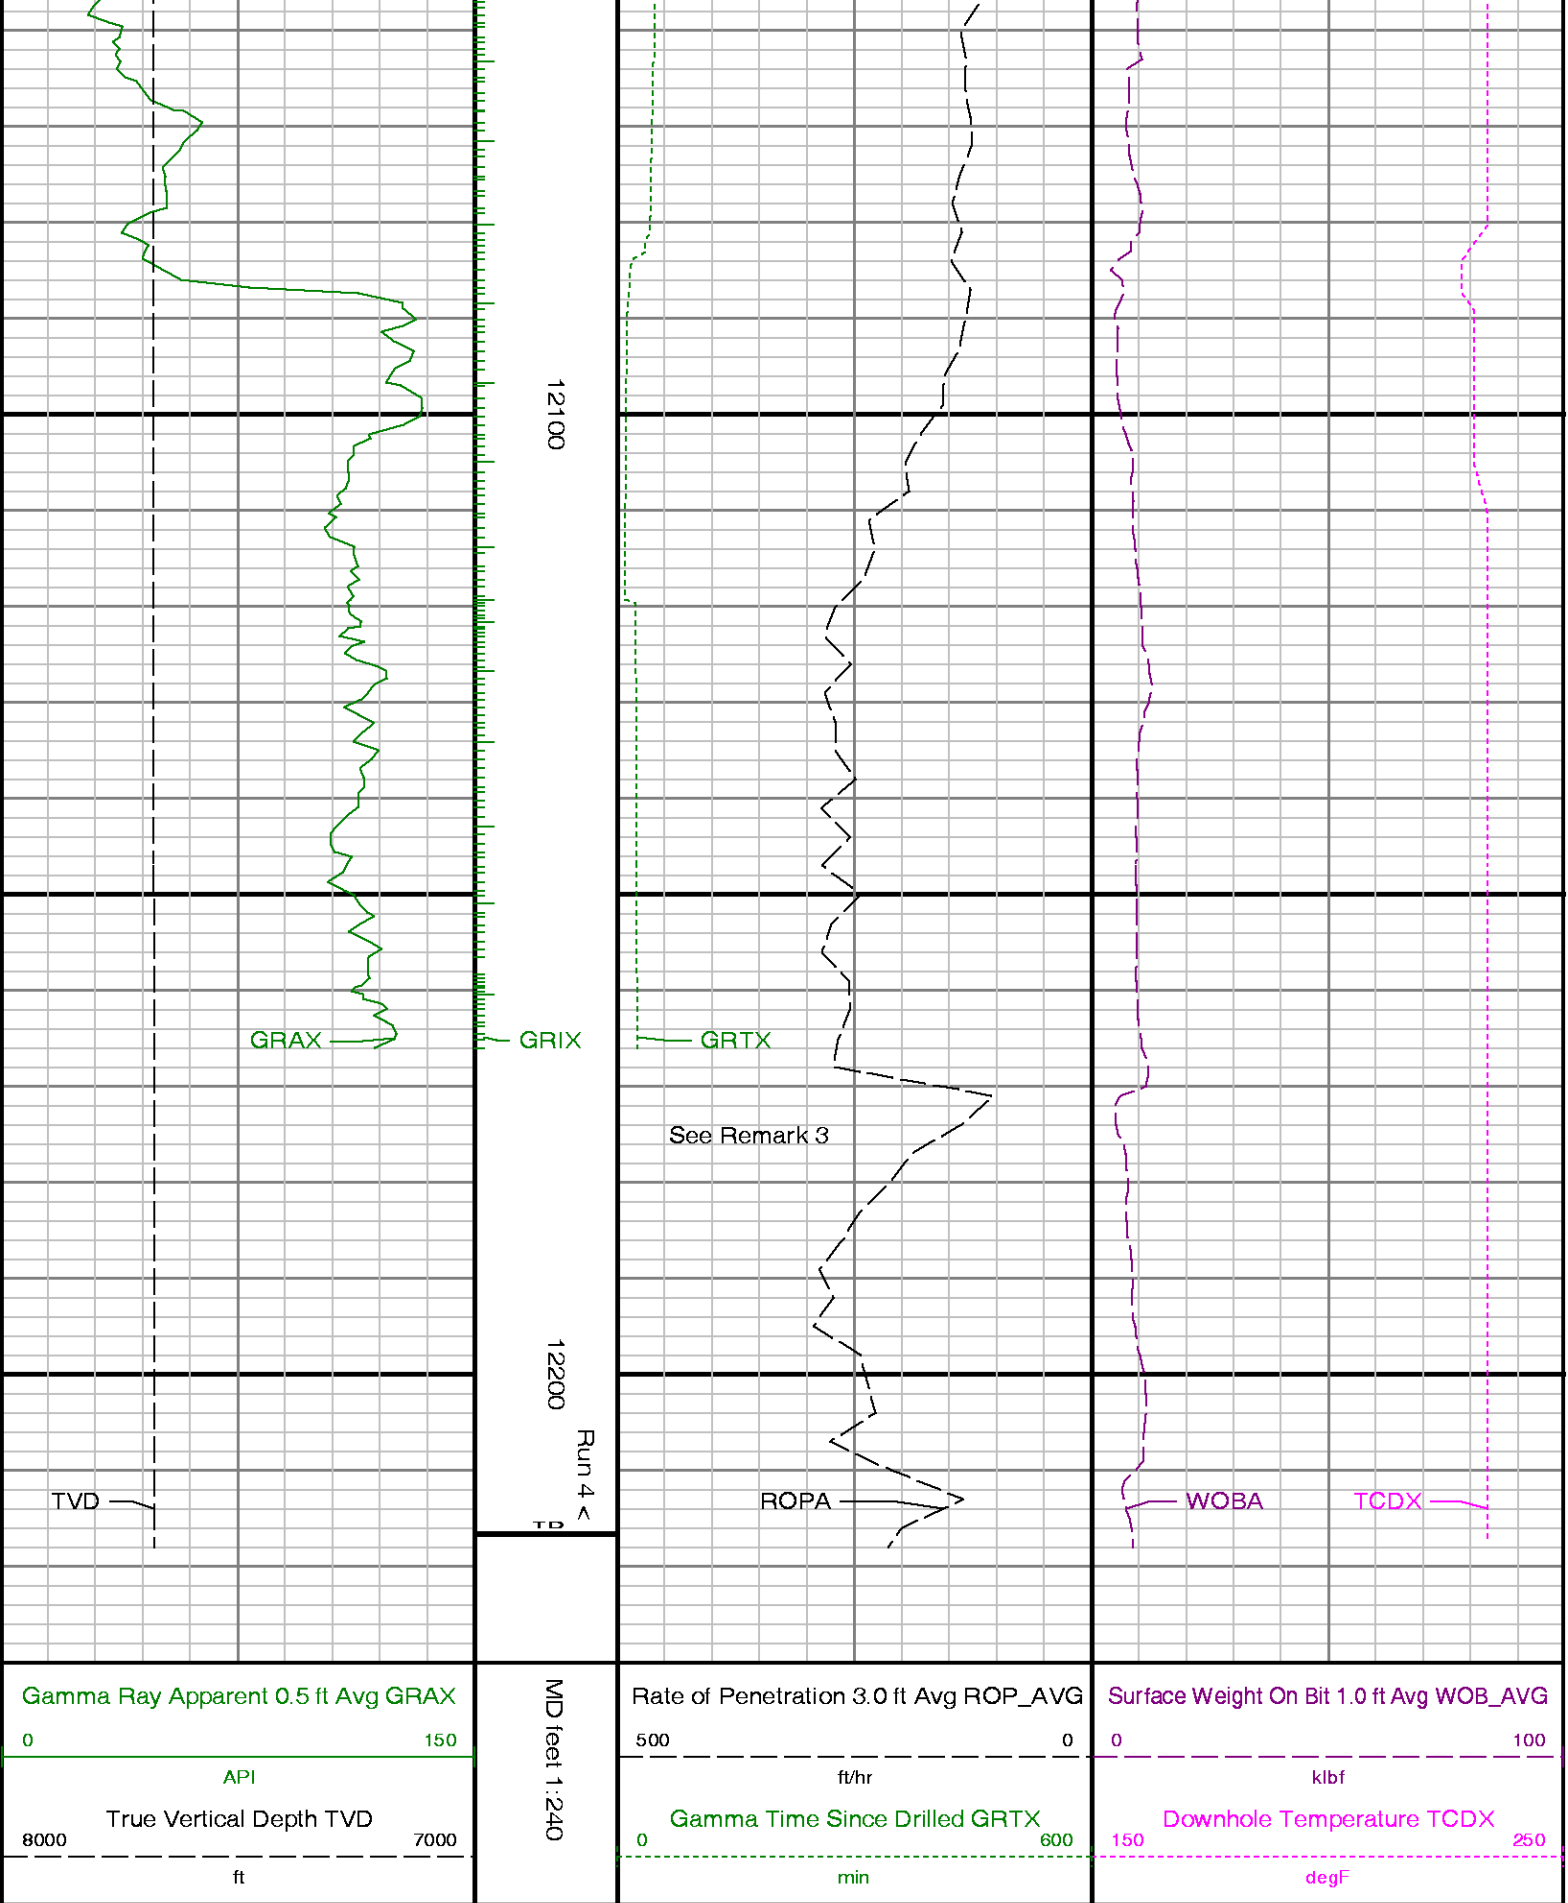 12100
GRAX
GRIX
GRTX
See Remark 3
12200
Run 4 <
TD
TVD
ROPA
WOBA
TCDX
Gamma Ray Apparent 0.5 ft Avg GRAX
0 150
API
True Vertical Depth TVD
8000 7000
ft
MD feet 1:240
Rate of Penetration 3.0 ft Avg ROP_AVG
500 0
ft/hr
Gamma Time Since Drilled GRTX
0 600
min
Surface Weight On Bit 1.0 ft Avg WOB_AVG
0 100
klbf
Downhole Temperature TCDX
150 250
degF